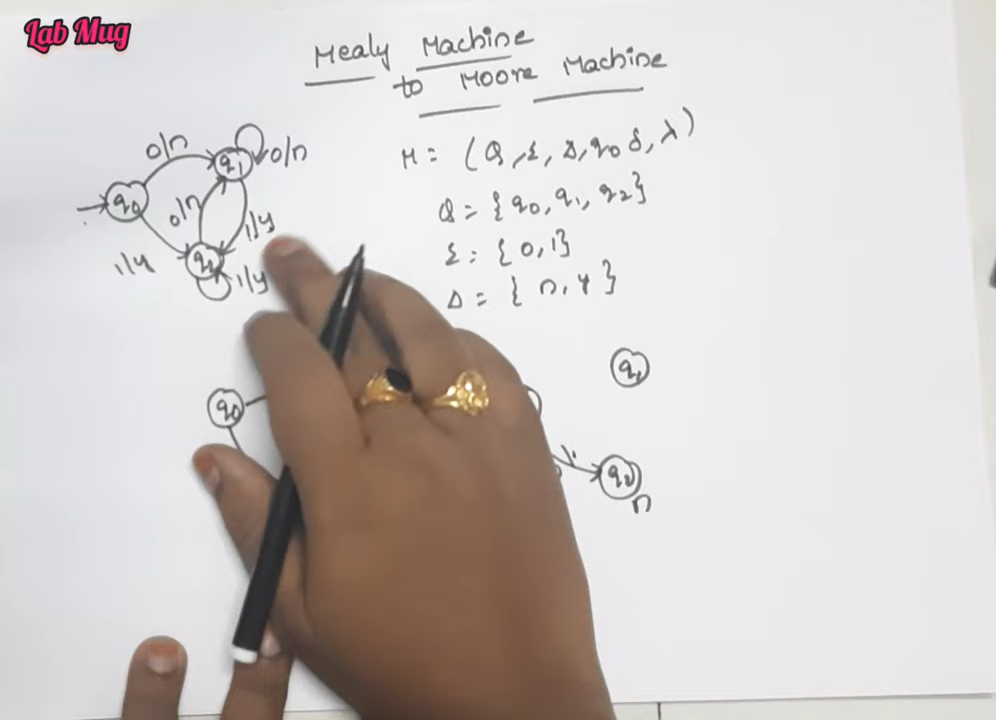 Lab Mug
Mealy Machine
to Moore Machine
0/n
0/n
q1
q0
0/n
1/y
1/y
q2
1/y
M = (Q, Σ, Δ, q0 δ, λ)
Q = {q0, q1, q2}
Σ = {0, 1}
Δ = {n, y}
q0
q1
q2
n